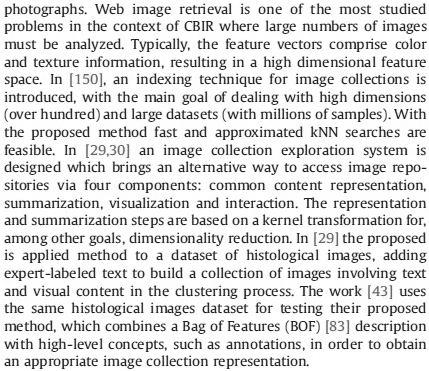 photographs. Web image retrieval is one of the most studied
problems in the context of CBIR where large numbers of images
must be analyzed. Typically, the feature vectors comprise color
and texture information, resulting in a high dimensional feature
space. In [150], an indexing technique for image collections is
introduced, with the main goal of dealing with high dimensions
(over hundred) and large datasets (with millions of samples). With
the proposed method fast and approximated kNN searches are
feasible. In [29,30] an image collection exploration system is
designed which brings an alternative way to access image repo-
sitories via four components: common content representation,
summarization, visualization and interaction. The representation
and summarization steps are based on a kernel transformation for,
among other goals, dimensionality reduction. In [29] the proposed
is applied method to a dataset of histological images, adding
expert-labeled text to build a collection of images involving text
and visual content in the clustering process. The work [43] uses
the same histological images dataset for testing their proposed
method, which combines a Bag of Features (BOF) [83] description
with high-level concepts, such as annotations, in order to obtain
an appropriate image collection representation.